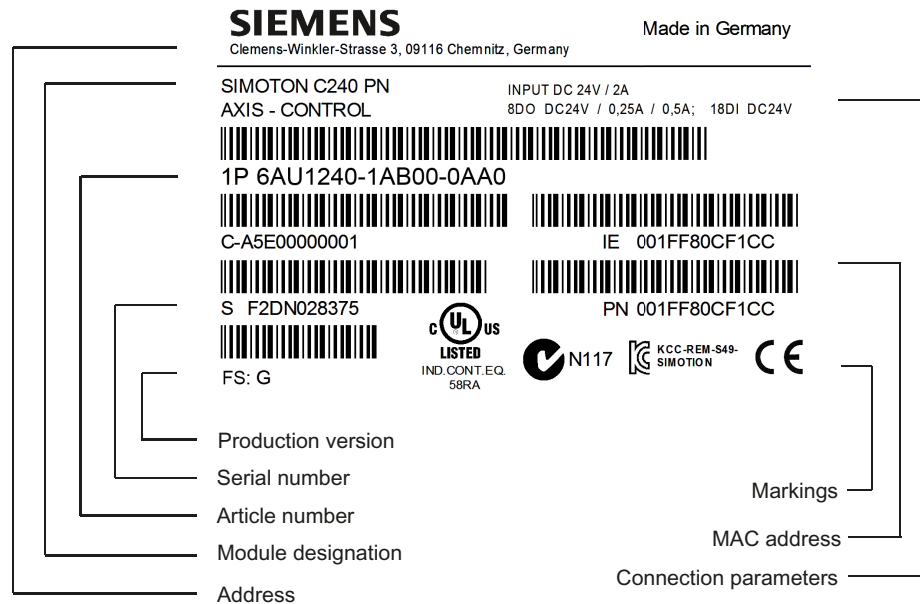 SIEMENS
Clemens-Winkler-Strasse 3, 09116 Chemnitz, Germany
Made in Germany
SIMOTON C240 PN
AXIS - CONTROL
INPUT DC 24V / 2A
8DO DC24V / 0,25A / 0,5A; 18DI DC24V
1P 6AU1240-1AB00-0AA0
C-A5E00000001
IE 001FF80CF1CC
S F2DN028375
PN 001FF80CF1CC
FS: G
C UL US
LISTED
IND.CONT.EQ.
58RA
N117
KCC-REM-S49-
SIMOTION
CE
Production version
Serial number
Article number
Module designation
Address
Markings
MAC address
Connection parameters